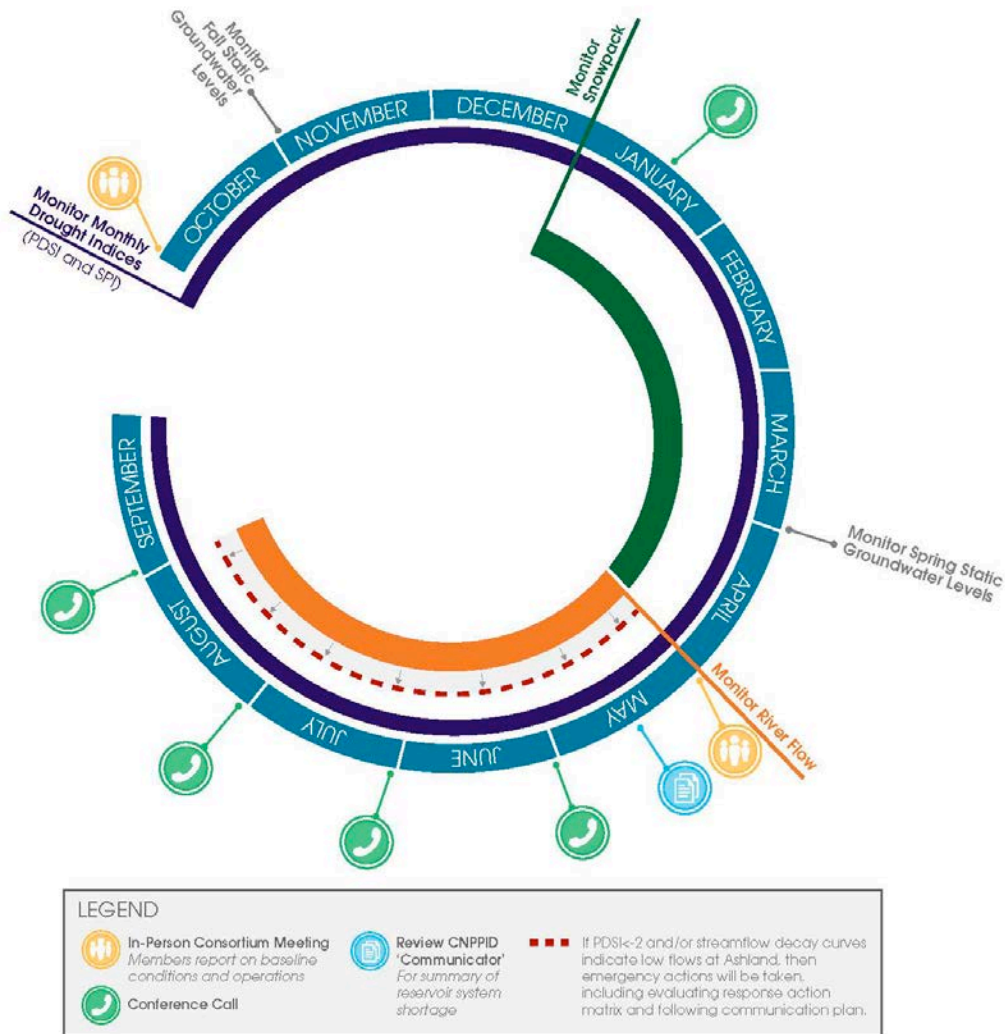 Monitor
Fall Static
Groundwater
Levels
Monitor
Snowpack
Monitor Monthly
Drought Indices
(PDSI and SPI)
OCTOBER
NOVEMBER
DECEMBER
JANUARY
FEBRUARY
MARCH
APRIL
MAY
JUNE
JULY
AUGUST
SEPTEMBER
Monitor Spring Static
Groundwater Levels
Monitor River Flow
LEGEND
In-Person Consortium Meeting
Members report on baseline
conditions and operations
Conference Call
Review CNPPID
'Communicator'
For summary of
reservoir system
shortage
If PDSI<-2 and/or streamflow decay curves
indicate low flows at Ashland, then
emergency actions will be taken,
including evaluating response action
matrix and following communication plan.